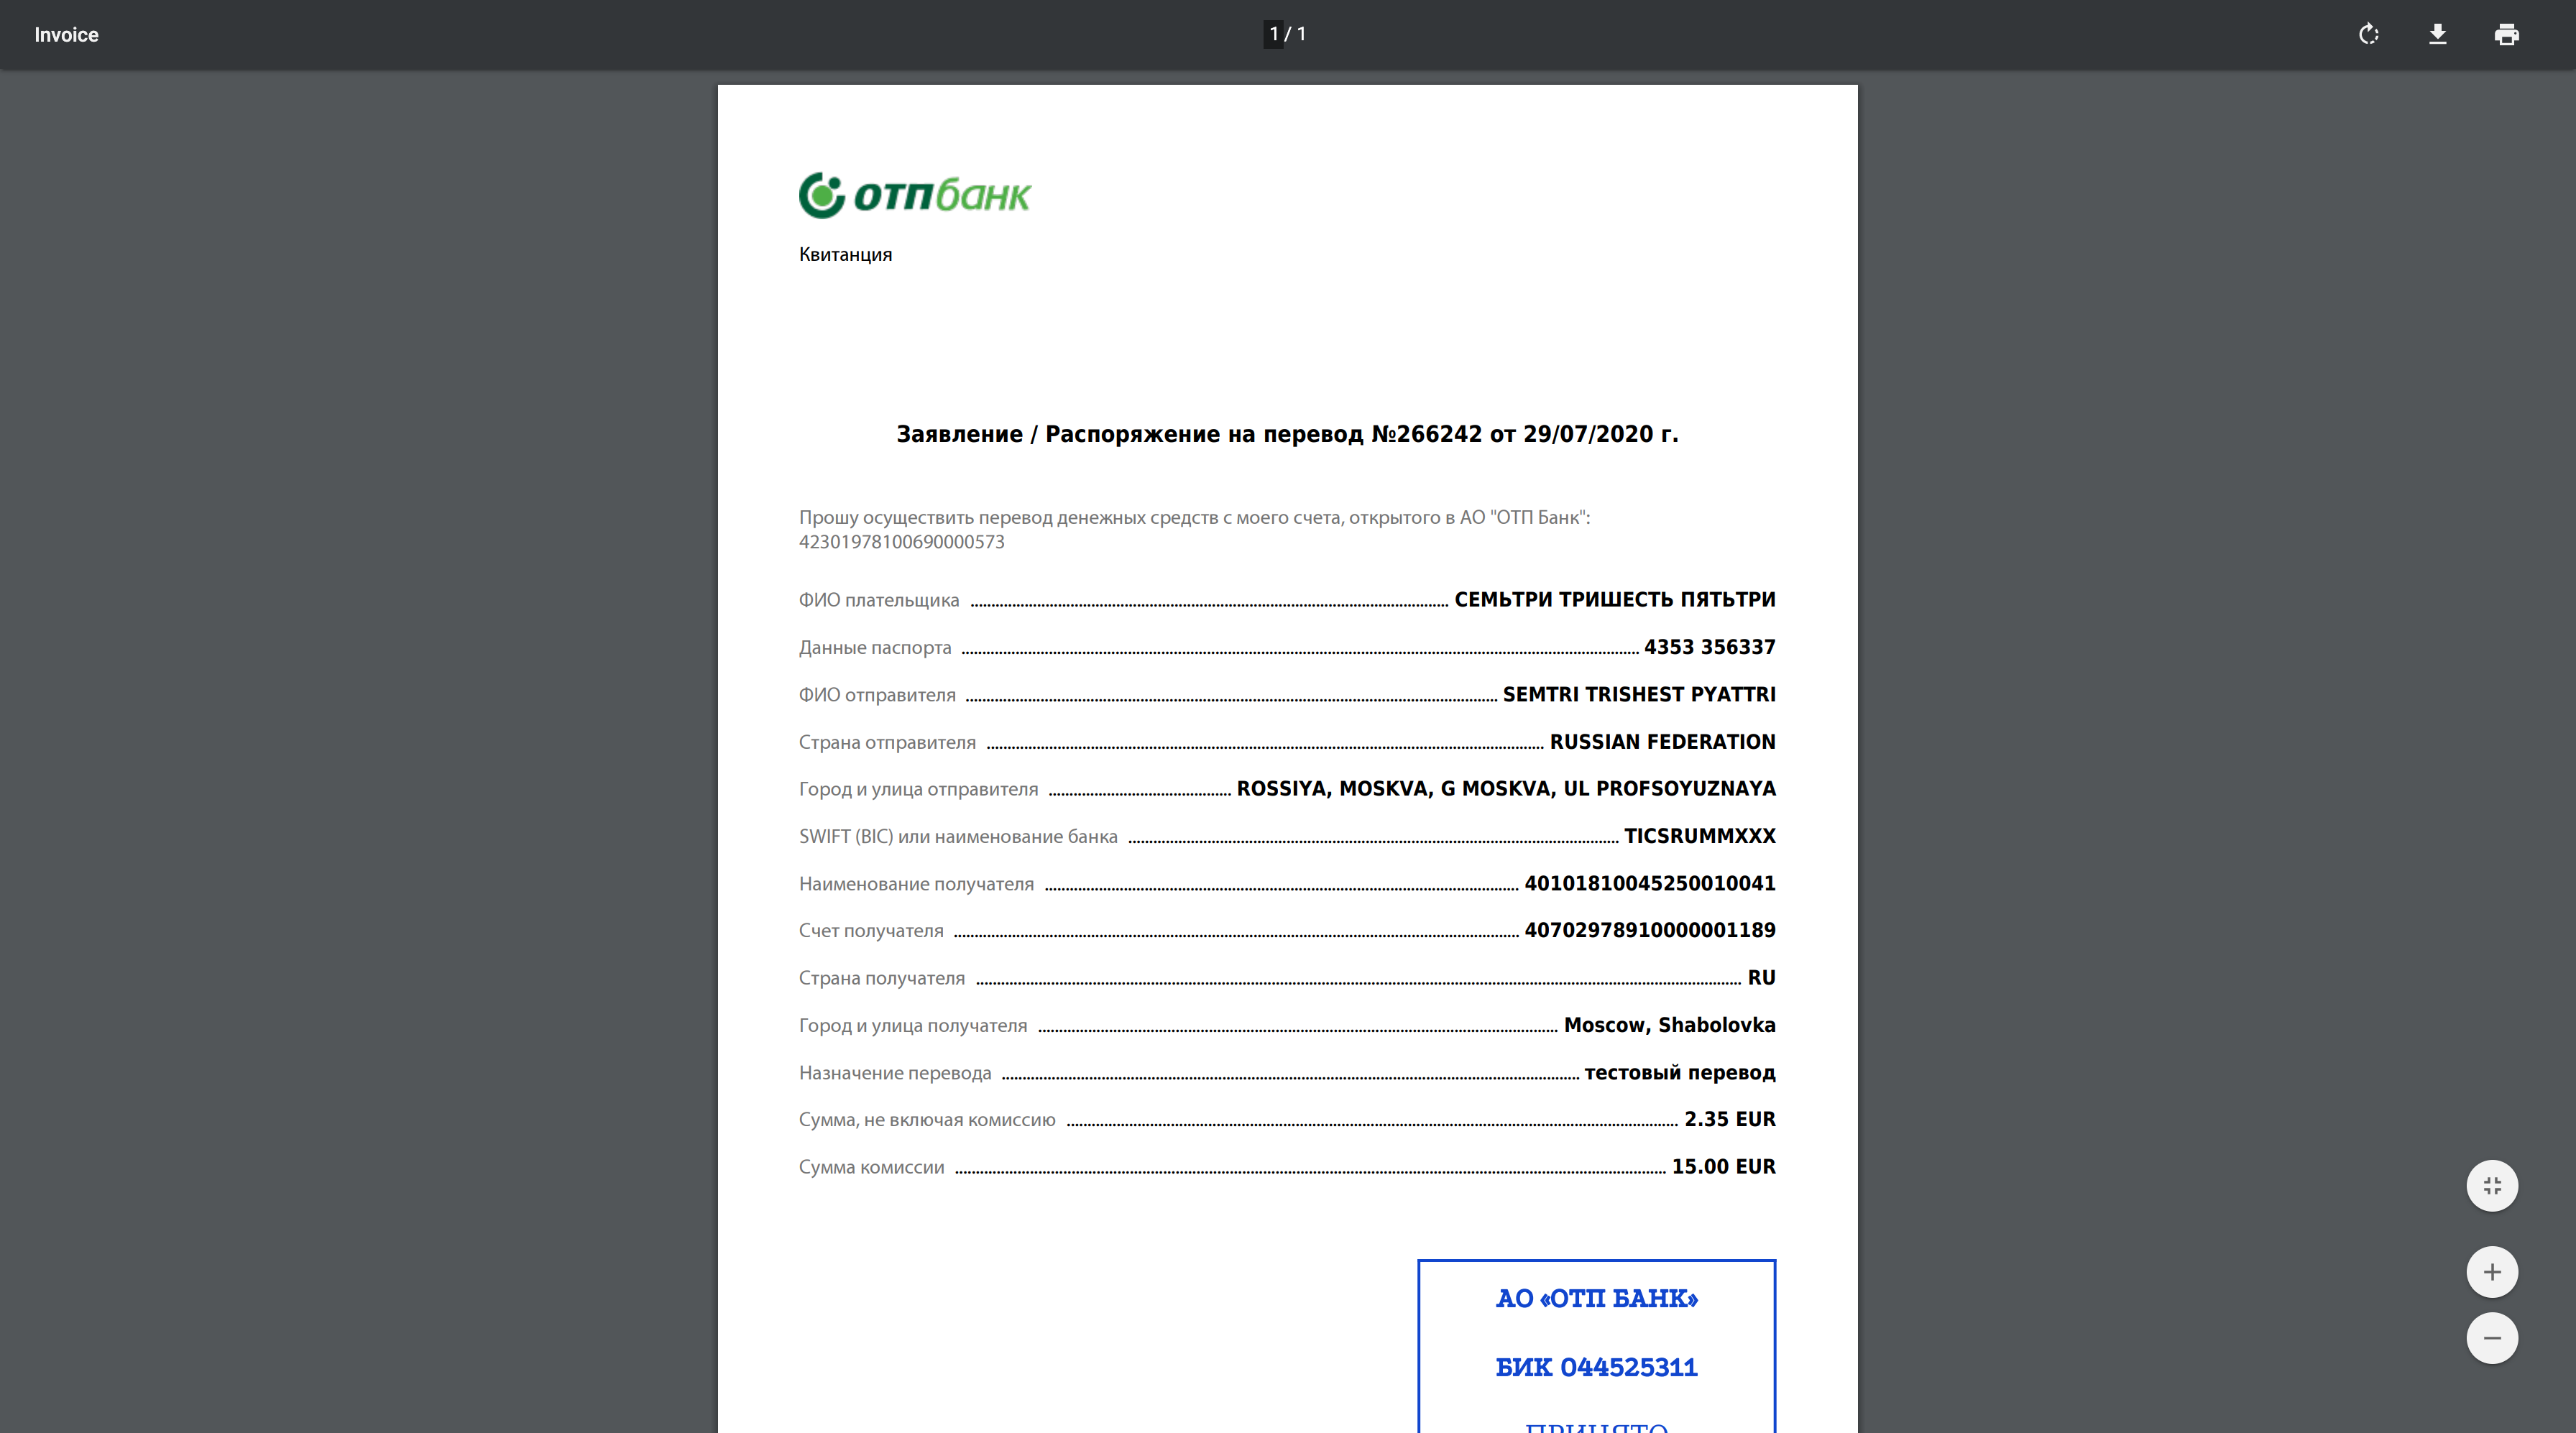 Invoice
1 / 1
отпбанк
Квитанция
Заявление / Распоряжение на перевод №266242 от 29/07/2020 г.
Прошу осуществить перевод денежных средств с моего счета, открытого в АО "ОТП Банк":
42301978100690000573
ФИО плательщика СЕМЬТРИ ТРИШЕСТЬ ПЯТЬТРИ
Данные паспорта 4353 356337
ФИО отправителя SEMTRI TRISHEST PYATTRI
Страна отправителя RUSSIAN FEDERATION
Город и улица отправителя ROSSIYA, MOSKVA, G MOSKVA, UL PROFSOYUZNAYA
SWIFT (BIC) или наименование банка TICSRUMMXXX
Наименование получателя 40101810045250010041
Счет получателя 40702978910000001189
Страна получателя RU
Город и улица получателя Moscow, Shabolovka
Назначение перевода тестовый перевод
Сумма, не включая комиссию 2.35 EUR
Сумма комиссии 15.00 EUR
АО «ОТП БАНК»
БИК 044525311
ПРИНЯТО